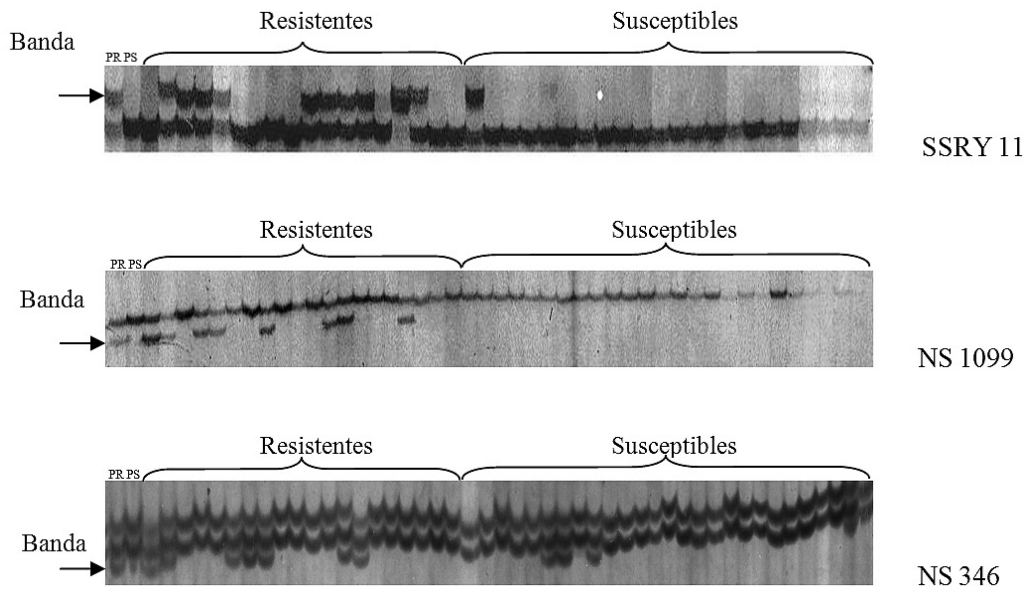 Resistentes
Susceptibles
Banda
PR PS
SSRY 11
Resistentes
Susceptibles
PR PS
Banda
NS 1099
Resistentes
Susceptibles
PR PS
Banda
NS 346